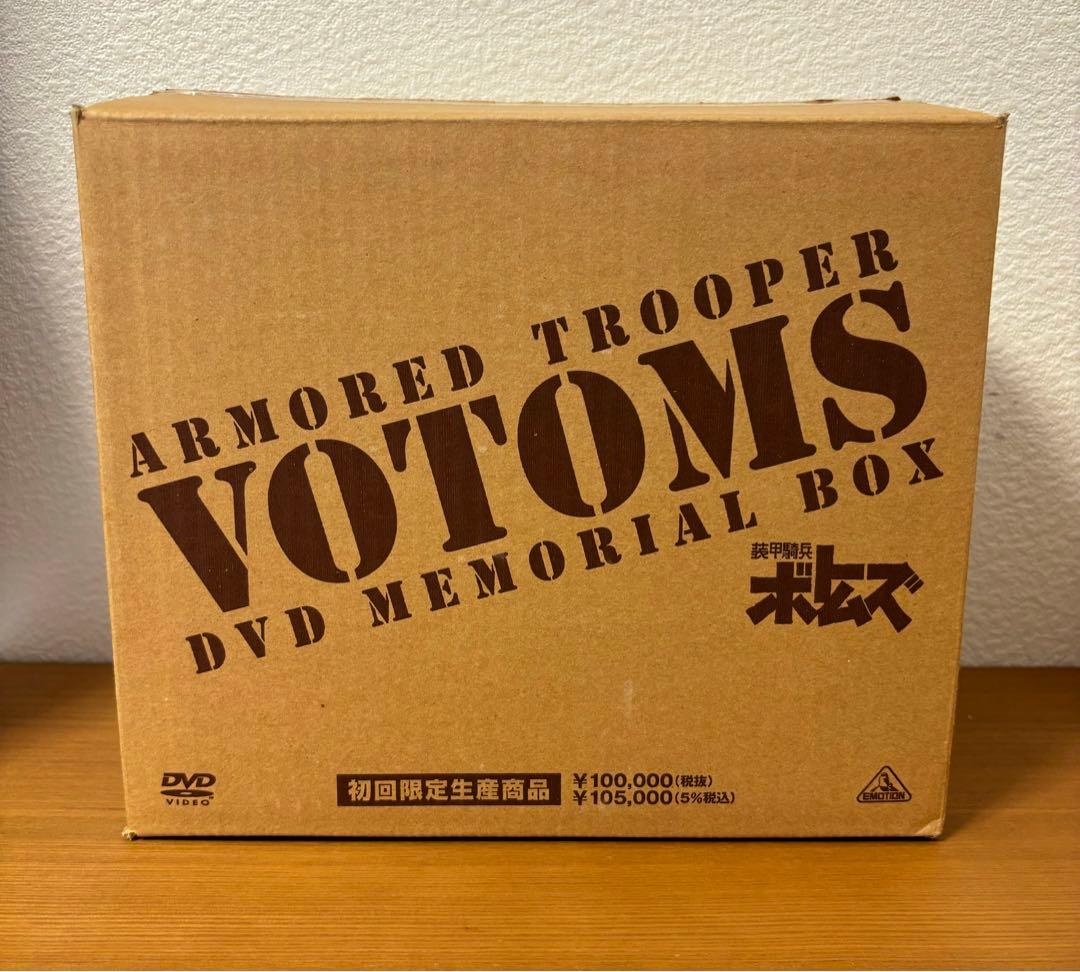 ARMORED TROOPER
VOTOMS
DVD MEMORIAL BOX
装甲騎兵
ボトムズ
DVD
VIDEO
初回限定生産商品
¥100,000(税抜)
¥105,000(5%税込)
EMOTION